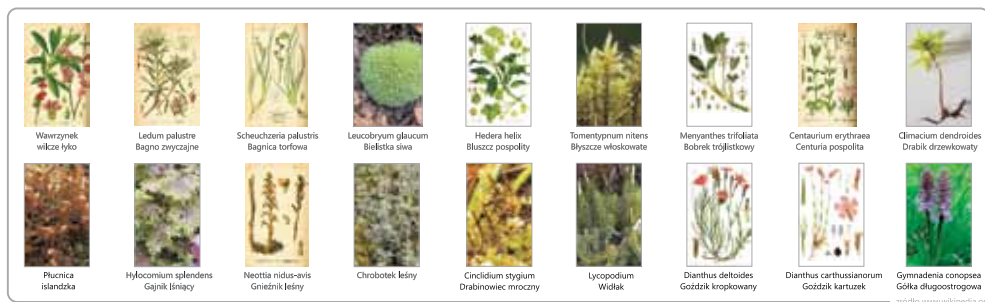 Wawrzynek
wilcze łyko
Ledum palustre
Bagno zwyczajne
Scheuchzeria palustris
Bagnica torfowa
Leucobryum glaucum
Bielistka siwa
Hedera helix
Bluszcz pospolity
Tomentypnum nitens
Błyszcze włoskowate
Menyanthes trifoliata
Bobrek trójlistkowy
Centaurium erythraea
Centuria pospolita
Climacium dendroides
Drabik drzewkowaty
Płucnica
islandzka
Hylocomium splendens
Gajnik lśniący
Neottia nidus-avis
Gnieźnik leśny
Chrobotek leśny
Cinclidium stygium
Drabinowiec mroczny
Lycopodium
Widłak
Dianthus deltoides
Goździk kropkowany
Dianthus carthussianorum
Goździk kartuzek
Gymnadenia conopsea
Gółka długoostrogowa